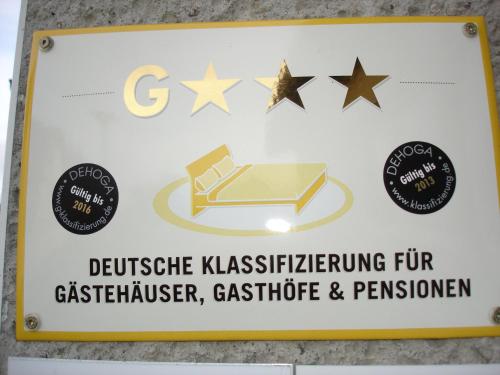 G★★★
DEHOGA
Gültig bis
2016
www.g-klassifizierung.de
DEHOGA
Gültig bis
2013
www.klassifizierung.de
DEUTSCHE KLASSIFIZIERUNG FÜR
GÄSTEHÄUSER, GASTHÖFE & PENSIONEN